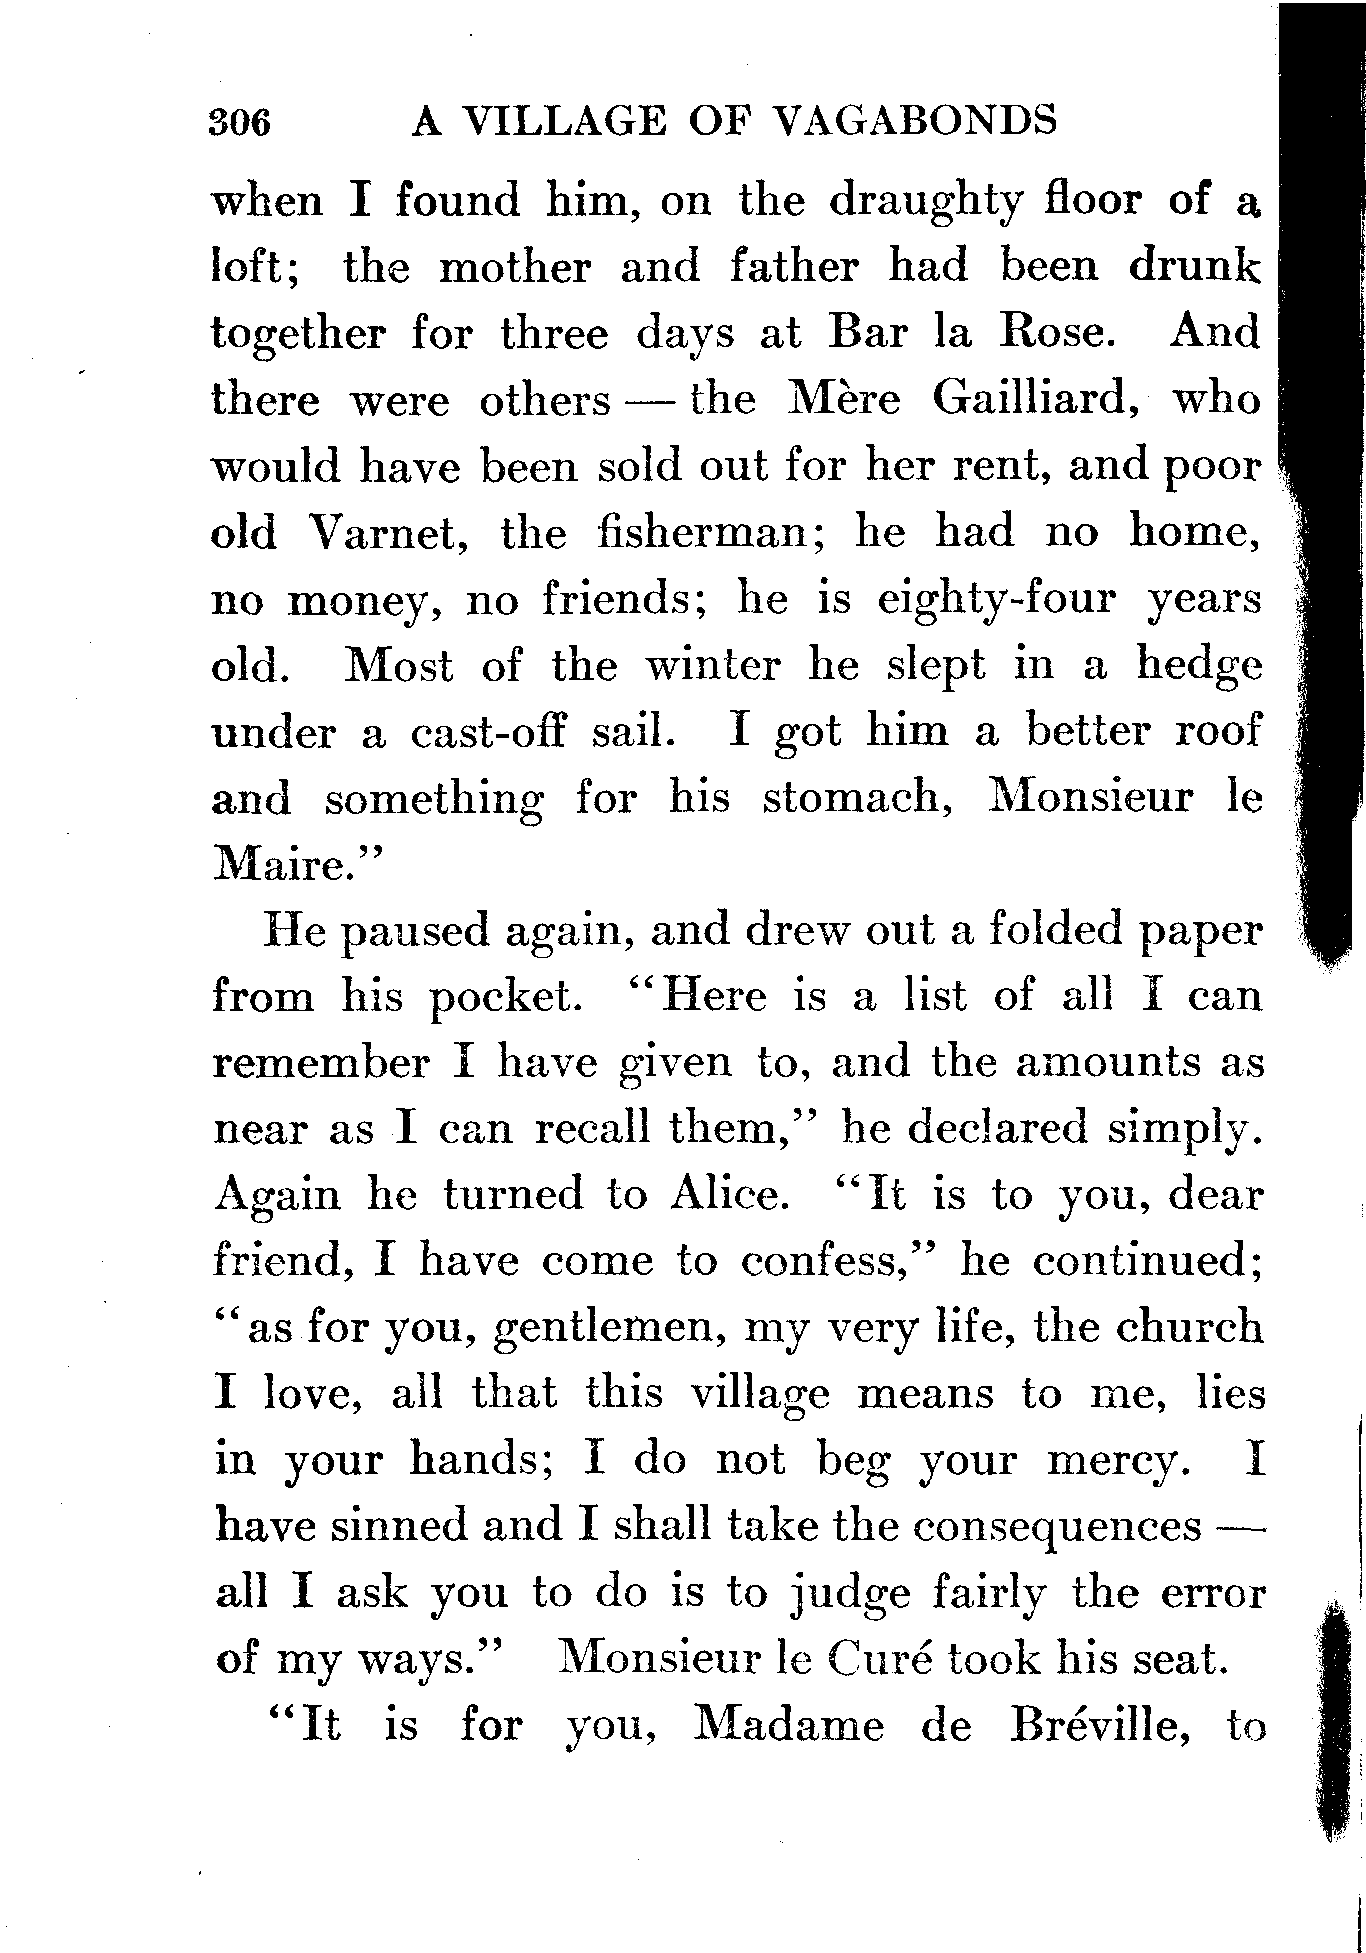 306 A VILLAGE OF VAGABONDS
when I found him, on the draughty floor of a
loft; the mother and father had been drunk
together for three days at Bar la Rose. And
there were others — the Mère Gailliard, who
would have been sold out for her rent, and poor
old Varnet, the fisherman; he had no home,
no money, no friends; he is eighty-four years
old. Most of the winter he slept in a hedge
under a cast-off sail. I got him a better roof
and something for his stomach, Monsieur le
Maire."
He paused again, and drew out a folded paper
from his pocket. "Here is a list of all I can
remember I have given to, and the amounts as
near as I can recall them," he declared simply.
Again he turned to Alice. "It is to you, dear
friend, I have come to confess," he continued;
"as for you, gentlemen, my very life, the church
I love, all that this village means to me, lies
in your hands; I do not beg your mercy. I
have sinned and I shall take the consequences —
all I ask you to do is to judge fairly the error
of my ways." Monsieur le Curé took his seat.
"It is for you, Madame de Bréville, to